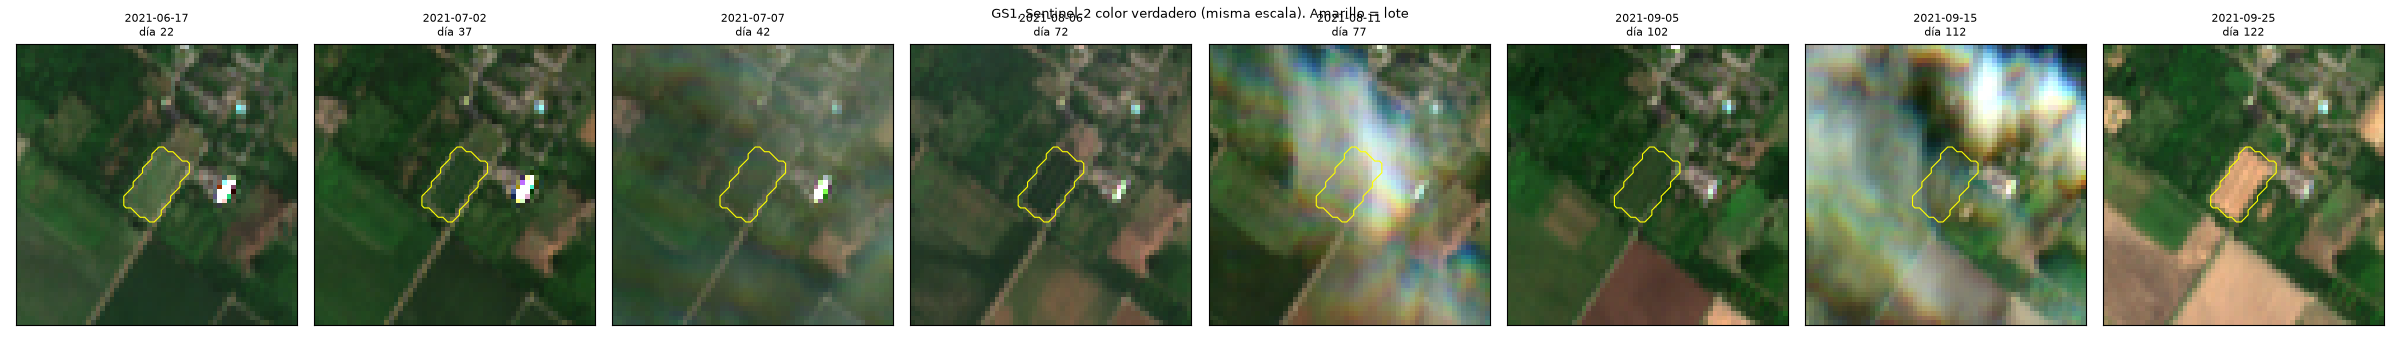 GS1, Sentinel-2 color verdadero (misma escala). Amarillo = lote
2021-06-17
día 22
2021-07-02
día 37
2021-07-07
día 42
2021-08-06
día 72
2021-08-11
día 77
2021-09-05
día 102
2021-09-15
día 112
2021-09-25
día 122